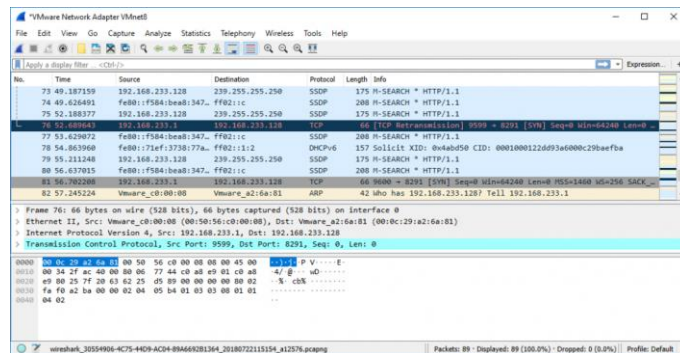 *VMware Network Adapter VMnet8
File Edit View Go Capture Analyze Statistics Telephony Wireless Tools Help
Apply a display filter ... <Ctrl-/> Expression... +
No. Time Source Destination Protocol Length Info
73 49.187159 192.168.233.128 239.255.255.250 SSDP 175 M-SEARCH * HTTP/1.1
74 49.626491 fe80::f584:bea8:347… ff02::c SSDP 208 M-SEARCH * HTTP/1.1
75 52.188377 192.168.233.128 239.255.255.250 SSDP 175 M-SEARCH * HTTP/1.1
76 52.689643 192.168.233.1 192.168.233.128 TCP 66 [TCP Retransmission] 9599 → 8291 [SYN] Seq=0 Win=64240 Len=0 …
77 53.629072 fe80::f584:bea8:347… ff02::c SSDP 208 M-SEARCH * HTTP/1.1
78 54.863960 fe80::71ef:3738:77a… ff02::1:2 DHCPv6 157 Solicit XID: 0x4abd50 CID: 0001000122dd93a6000c29baefba
79 55.211248 192.168.233.128 239.255.255.250 SSDP 175 M-SEARCH * HTTP/1.1
80 56.637015 fe80::f584:bea8:347… ff02::c SSDP 208 M-SEARCH * HTTP/1.1
81 56.702208 192.168.233.1 192.168.233.128 TCP 66 9600 → 8291 [SYN] Seq=0 Win=64240 Len=0 MSS=1460 WS=256 SACK_…
82 57.245224 Vmware_c0:00:08 Vmware_a2:6a:81 ARP 42 Who has 192.168.233.128? Tell 192.168.233.1
> Frame 76: 66 bytes on wire (528 bits), 66 bytes captured (528 bits) on interface 0
> Ethernet II, Src: Vmware_c0:00:08 (00:50:56:c0:00:08), Dst: Vmware_a2:6a:81 (00:0c:29:a2:6a:81)
> Internet Protocol Version 4, Src: 192.168.233.1, Dst: 192.168.233.128
> Transmission Control Protocol, Src Port: 9599, Dst Port: 8291, Seq: 0, Len: 0
0000 00 0c 29 a2 6a 81 00 50 56 c0 00 08 08 00 45 00 ··)·j··P V·····E·
0010 00 34 2f ac 40 00 80 06 77 44 c0 a8 e9 01 c0 a8 ·4/·@··· wD······
0020 e9 80 25 7f 20 63 62 25 d5 89 00 00 00 00 80 02 ··%· cb% ········
0030 fa f0 a2 ba 00 00 02 04 05 b4 01 03 03 08 01 01 ········ ········
0040 04 02 ··
wireshark_30554906-4C75-44D9-AC04-89A669281364_20180722115154_a12576.pcapng Packets: 89 · Displayed: 89 (100.0%) · Dropped: 0 (0.0%) Profile: Default